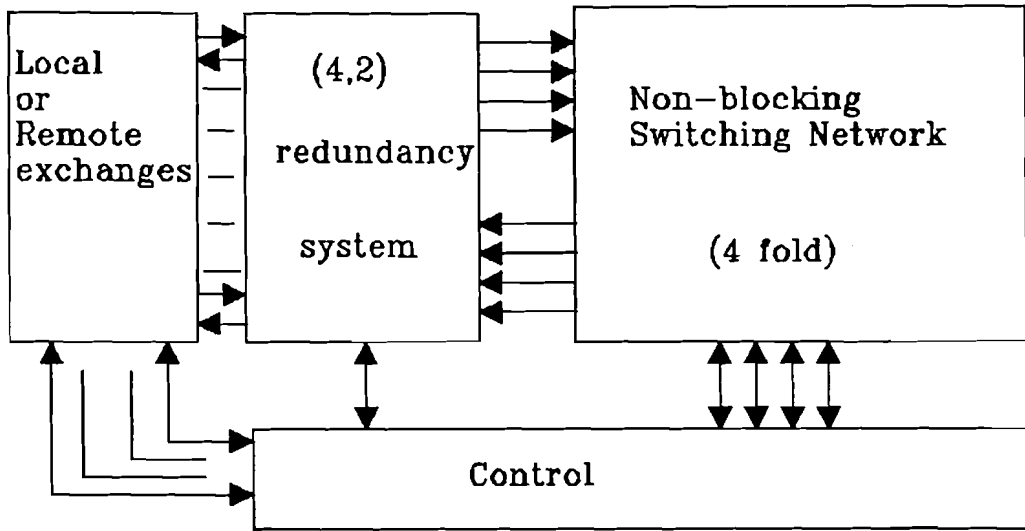 Local
or
Remote
exchanges
(4,2)
redundancy
system
Non-blocking
Switching Network
(4 fold)
Control